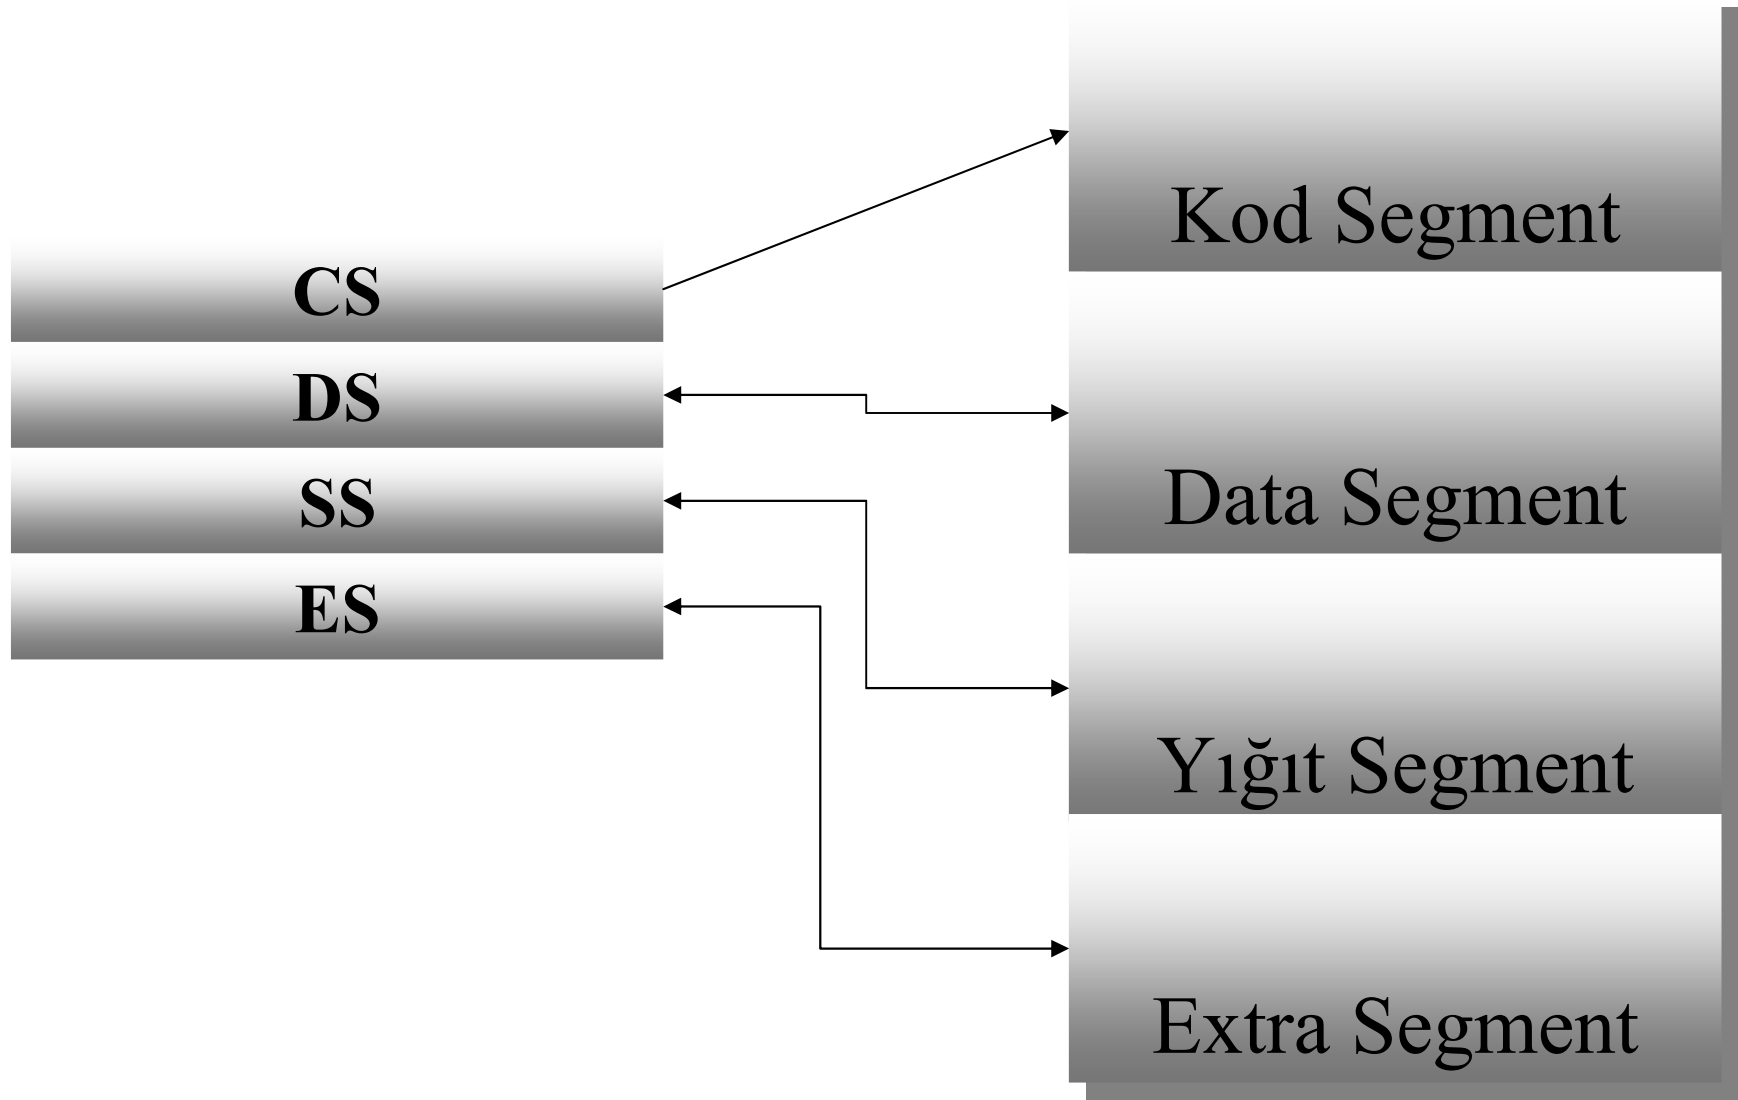 CS
DS
SS
ES
Kod Segment
Data Segment
Yığıt Segment
Extra Segment